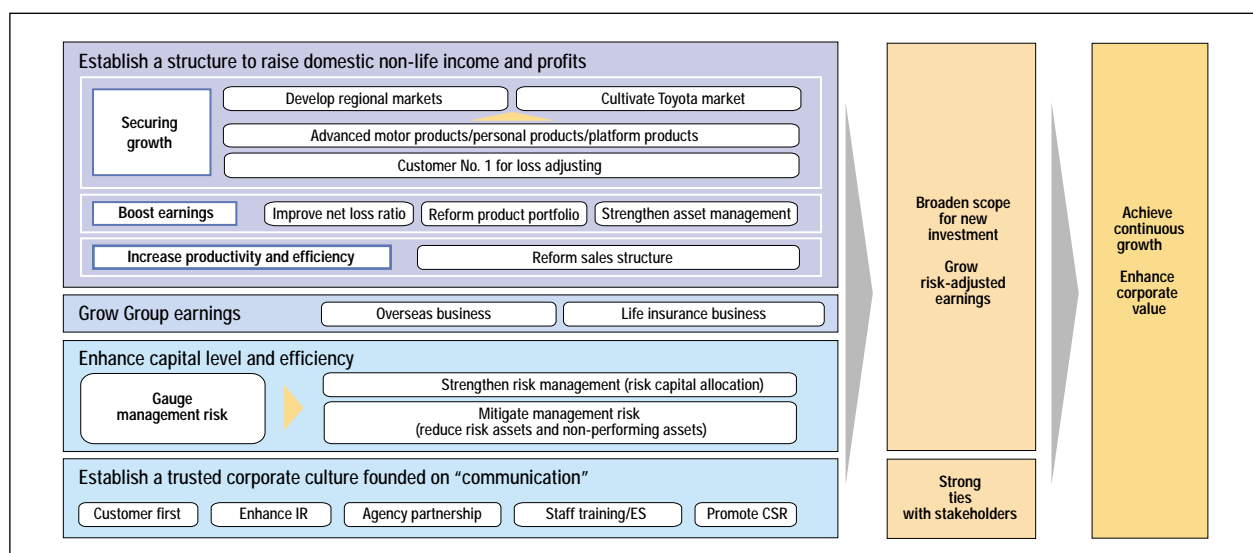 Establish a structure to raise domestic non-life income and profits
Securing
growth
Develop regional markets
Cultivate Toyota market
Advanced motor products/personal products/platform products
Customer No. 1 for loss adjusting
Boost earnings
Improve net loss ratio
Reform product portfolio
Strengthen asset management
Increase productivity and efficiency
Reform sales structure
Grow Group earnings
Overseas business
Life insurance business
Enhance capital level and efficiency
Gauge
management risk
Strengthen risk management (risk capital allocation)
Mitigate management risk
(reduce risk assets and non-performing assets)
Establish a trusted corporate culture founded on “communication”
Customer first
Enhance IR
Agency partnership
Staff training/ES
Promote CSR
Broaden scope
for new
investment
Grow
risk-adjusted
earnings
Strong
ties
with stakeholders
Achieve
continuous
growth
Enhance
corporate
value